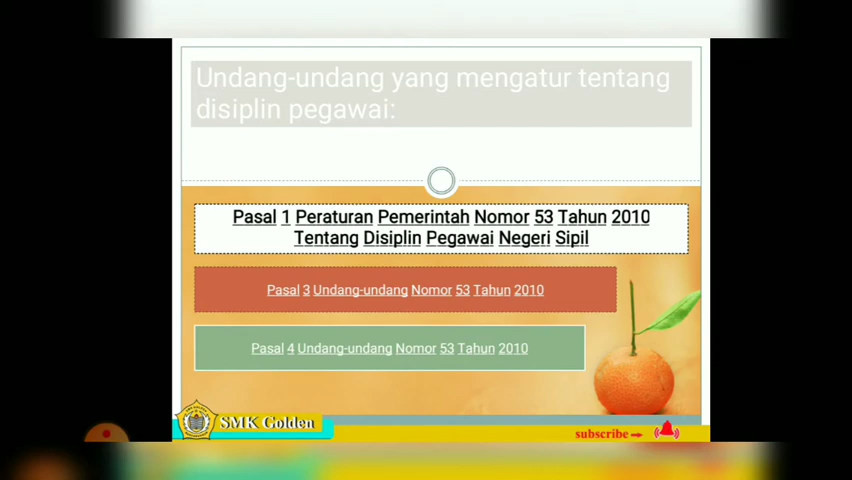 Undang-undang yang mengatur tentang
disiplin pegawai:
Pasal 1 Peraturan Pemerintah Nomor 53 Tahun 2010
Tentang Disiplin Pegawai Negeri Sipil
Pasal 3 Undang-undang Nomor 53 Tahun 2010
Pasal 4 Undang-undang Nomor 53 Tahun 2010
SMK Golden
subscribe